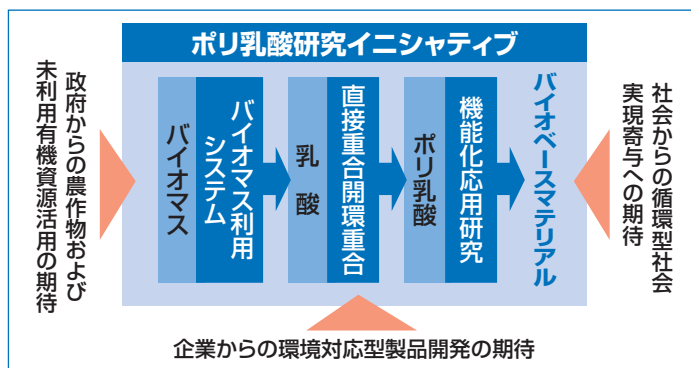 ポリ乳酸研究イニシャティブ
政府からの農作物および
未利用有機資源活用の期待
バイオマス
バイオマス利用
システム
乳酸
直接重合開環重合
ポリ乳酸
機能化応用研究
バイオベースマテリアル
社会からの循環型社会
実現寄与への期待
企業からの環境対応型製品開発の期待